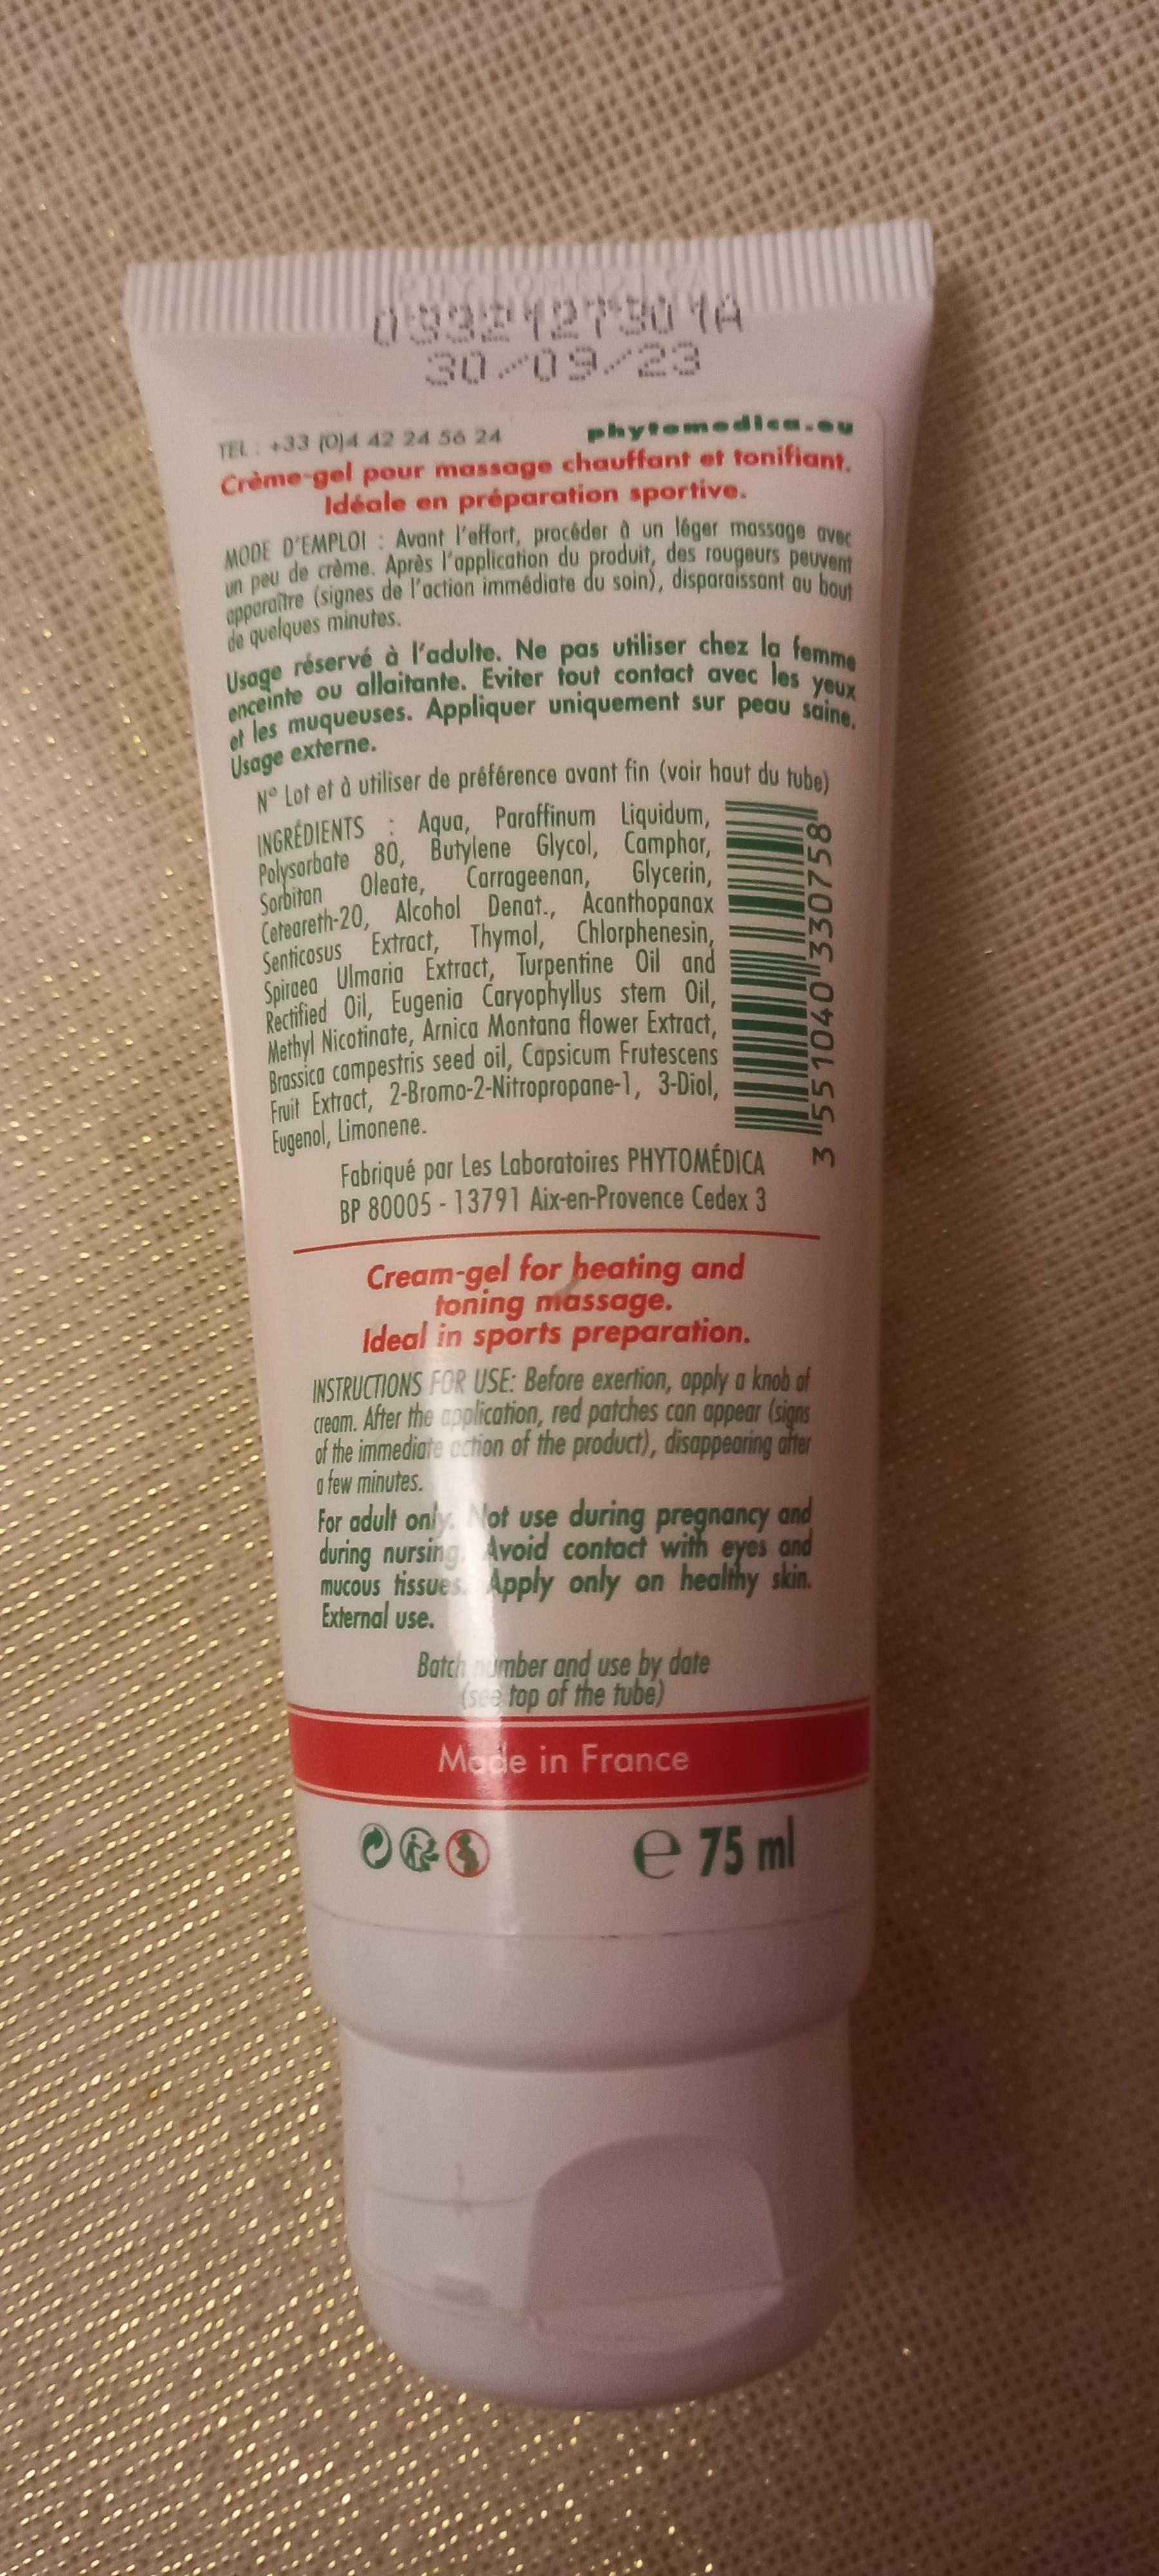 PHYTOMEDICA
03321273011A
30/09/23
TEL : +33 (0)4 42 24 56 24 phytomedica.eu
Crème-gel pour massage chauffant et tonifiant.
Idéale en préparation sportive.
MODE D'EMPLOI : Avant l'effort, procéder à un léger massage avec
un peu de crème. Après l'application du produit, des rougeurs peuvent
apparaître (signes de l'action immédiate du soin), disparaissant au bout
de quelques minutes.
Usage réservé à l'adulte. Ne pas utiliser chez la femme
enceinte ou allaitante. Eviter tout contact avec les yeux
et les muqueuses. Appliquer uniquement sur peau saine.
Usage externe.
N° Lot et à utiliser de préférence avant fin (voir haut du tube)
INGRÉDIENTS : Aqua, Paraffinum Liquidum,
Polysorbate 80, Butylene Glycol, Camphor,
Sorbitan Oleate, Carrageenan, Glycerin,
Ceteareth-20, Alcohol Denat., Acanthopanax
Senticosus Extract, Thymol, Chlorphenesin,
Spiraea Ulmaria Extract, Turpentine Oil and
Rectified Oil, Eugenia Caryophyllus stem Oil,
Methyl Nicotinate, Arnica Montana flower Extract,
Brassica campestris seed oil, Capsicum Frutescens
Fruit Extract, 2-Bromo-2-Nitropropane-1, 3-Diol,
Eugenol, Limonene.
3 551040 330758
Fabriqué par Les Laboratoires PHYTOMÉDICA
BP 80005 - 13791 Aix-en-Provence Cedex 3
Cream-gel for heating and
toning massage.
Ideal in sports preparation.
INSTRUCTIONS FOR USE: Before exertion, apply a knob of
cream. After the application, red patches can appear (signs
of the immediate action of the product), disappearing after
a few minutes.
For adult only. Not use during pregnancy and
during nursing. Avoid contact with eyes and
mucous tissues. Apply only on healthy skin.
External use.
Batch number and use by date
(see top of the tube)
Made in France
e 75 ml